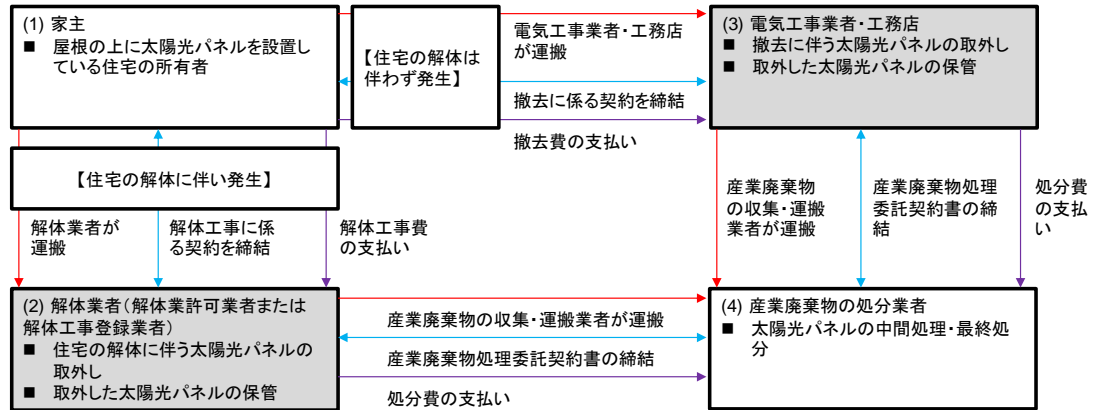 (1) 家主
■ 屋根の上に太陽光パネルを設置し
ている住宅の所有者
【住宅の解体は
伴わず発生】
電気工事業者・工務店
が運搬
撤去に係る契約を締結
撤去費の支払い
(3) 電気工事業者・工務店
■ 撤去に伴う太陽光パネルの取外し
■ 取外した太陽光パネルの保管
【住宅の解体に伴い発生】
解体業者が
運搬
解体工事に係
る契約を締結
解体工事費
の支払い
産業廃棄物
の収集・運搬
業者が運搬
産業廃棄物処理
委託契約書の締
結
処分費
の支払
い
(2) 解体業者(解体業許可業者または
解体工事登録業者)
■ 住宅の解体に伴う太陽光パネルの
取外し
■ 取外した太陽光パネルの保管
産業廃棄物の収集・運搬業者が運搬
産業廃棄物処理委託契約書の締結
処分費の支払い
(4) 産業廃棄物の処分業者
■ 太陽光パネルの中間処理・最終処
分